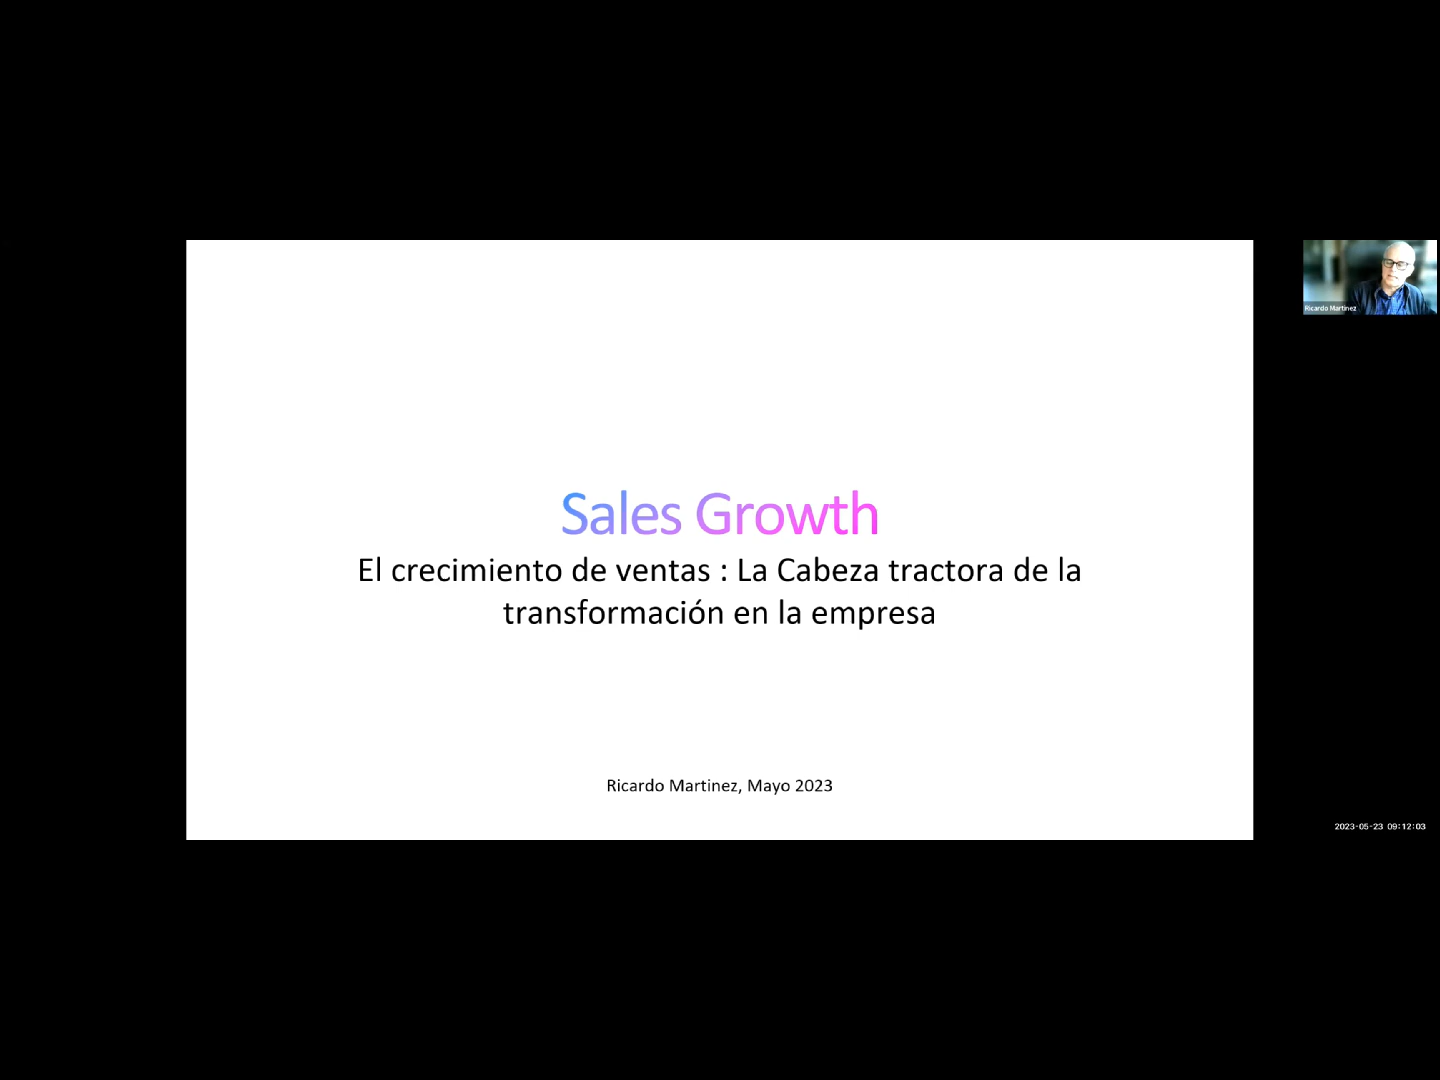 Sales Growth
El crecimiento de ventas : La Cabeza tractora de la
transformación en la empresa
Ricardo Martinez, Mayo 2023
Ricardo Martinez
2023-05-23 09:12:03